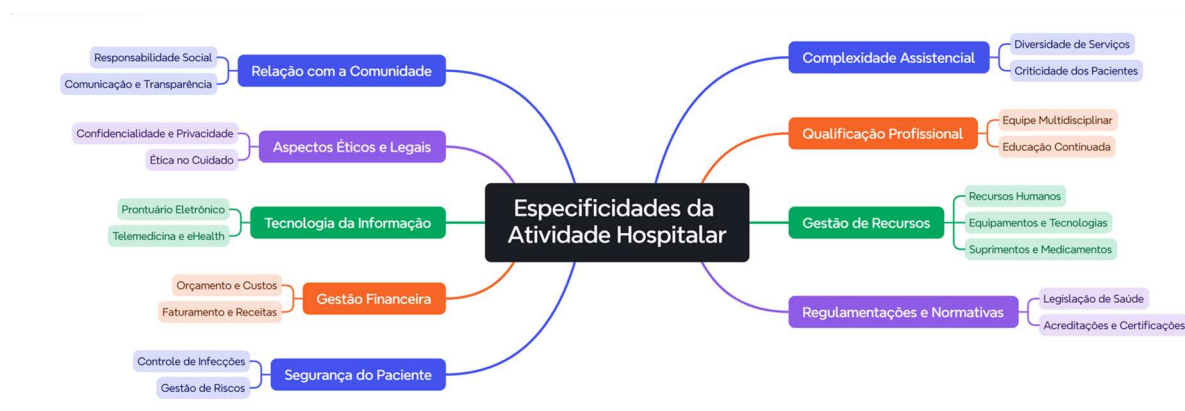 Responsabilidade Social
Comunicação e Transparência
Relação com a Comunidade
Confidencialidade e Privacidade
Ética no Cuidado
Aspectos Éticos e Legais
Prontuário Eletrônico
Telemedicina e eHealth
Tecnologia da Informação
Orçamento e Custos
Faturamento e Receitas
Gestão Financeira
Controle de Infecções
Gestão de Riscos
Segurança do Paciente
Especificidades da
Atividade Hospitalar
Complexidade Assistencial
Diversidade de Serviços
Criticidade dos Pacientes
Qualificação Profissional
Equipe Multidisciplinar
Educação Continuada
Gestão de Recursos
Recursos Humanos
Equipamentos e Tecnologias
Suprimentos e Medicamentos
Regulamentações e Normativas
Legislação de Saúde
Acreditações e Certificações